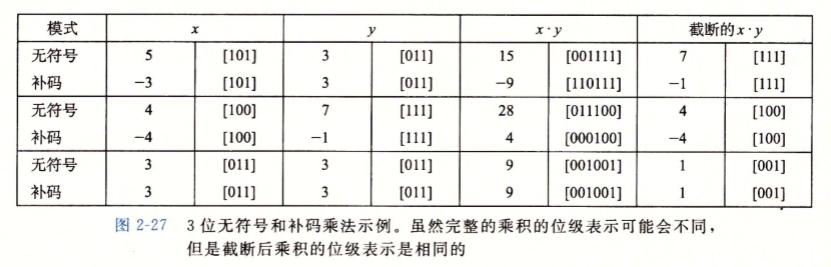 模式 x y x·y 截断的x·y
无符号 5 [101] 3 [011] 15 [001111] 7 [111]
补码 −3 [101] 3 [011] −9 [110111] −1 [111]
无符号 4 [100] 7 [111] 28 [011100] 4 [100]
补码 −4 [100] −1 [111] 4 [000100] −4 [100]
无符号 3 [011] 3 [011] 9 [001001] 1 [001]
补码 3 [011] 3 [011] 9 [001001] 1 [001]
图 2-27 3 位无符号和补码乘法示例。虽然完整的乘积的位级表示可能会不同，
但是截断后乘积的位级表示是相同的